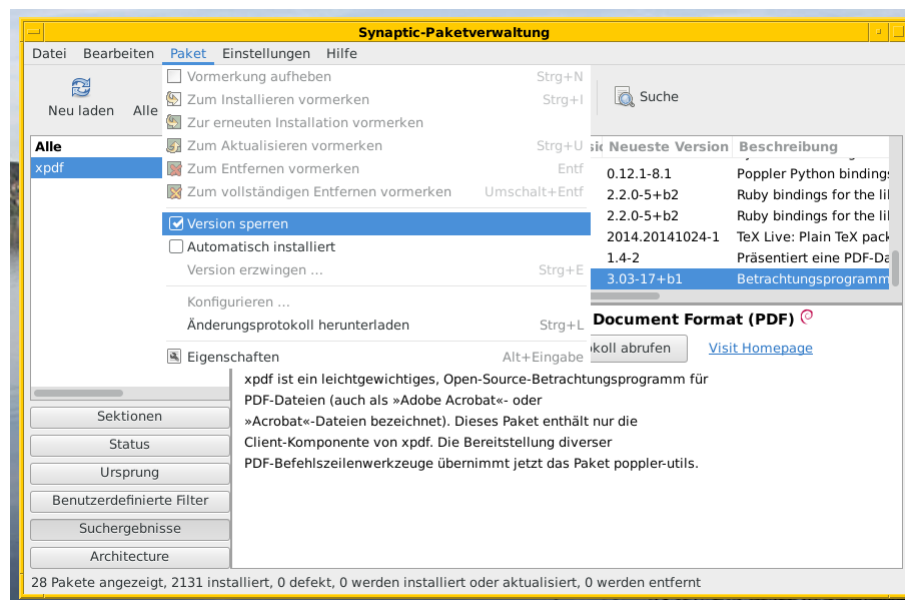 Synaptic-Paketverwaltung
Datei Bearbeiten Paket Einstellungen Hilfe
Neu laden Alle
Suche
Vormerkung aufheben Strg+N
Zum Installieren vormerken Strg+I
Zur erneuten Installation vormerken
Zum Aktualisieren vormerken Strg+U
Zum Entfernen vormerken Entf
Zum vollständigen Entfernen vormerken Umschalt+Entf
Version sperren
Automatisch installiert
Version erzwingen ... Strg+E
Konfigurieren ...
Änderungsprotokoll herunterladen Strg+L
Eigenschaften Alt+Eingabe
Alle
xpdf
Neueste Version Beschreibung
0.12.1-8.1 Poppler Python bindings
2.2.0-5+b2 Ruby bindings for the
2.2.0-5+b2 Ruby bindings for the
2014.20141024-1 TeX Live: Plain TeX pack
1.4-2 Präsentiert eine PDF-Da
3.03-17+b1 Betrachtungsprogramm
Document Format (PDF)
koll abrufen Visit Homepage
xpdf ist ein leichtgewichtiges, Open-Source-Betrachtungsprogramm für
PDF-Dateien (auch als »Adobe Acrobat«- oder
»Acrobat«-Dateien bezeichnet). Dieses Paket enthält nur die
Client-Komponente von xpdf. Die Bereitstellung diverser
PDF-Befehlszeilenwerkzeuge übernimmt jetzt das Paket poppler-utils.
Sektionen
Status
Ursprung
Benutzerdefinierte Filter
Suchergebnisse
Architecture
28 Pakete angezeigt, 2131 installiert, 0 defekt, 0 werden installiert oder aktualisiert, 0 werden entfernt